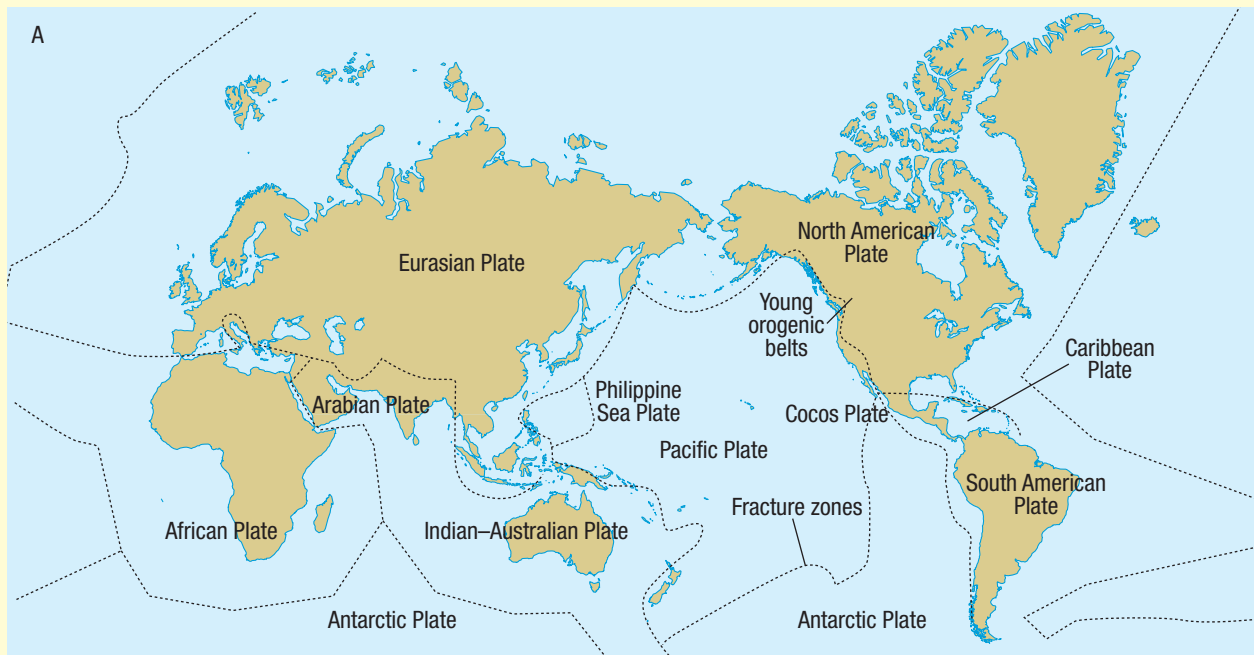 A
North American
Plate
Eurasian Plate
Young
orogenic
belts
Caribbean
Plate
Arabian Plate
Philippine
Sea Plate
Cocos Plate
Pacific Plate
South American
Plate
Fracture zones
African Plate
Indian–Australian Plate
Antarctic Plate
Antarctic Plate